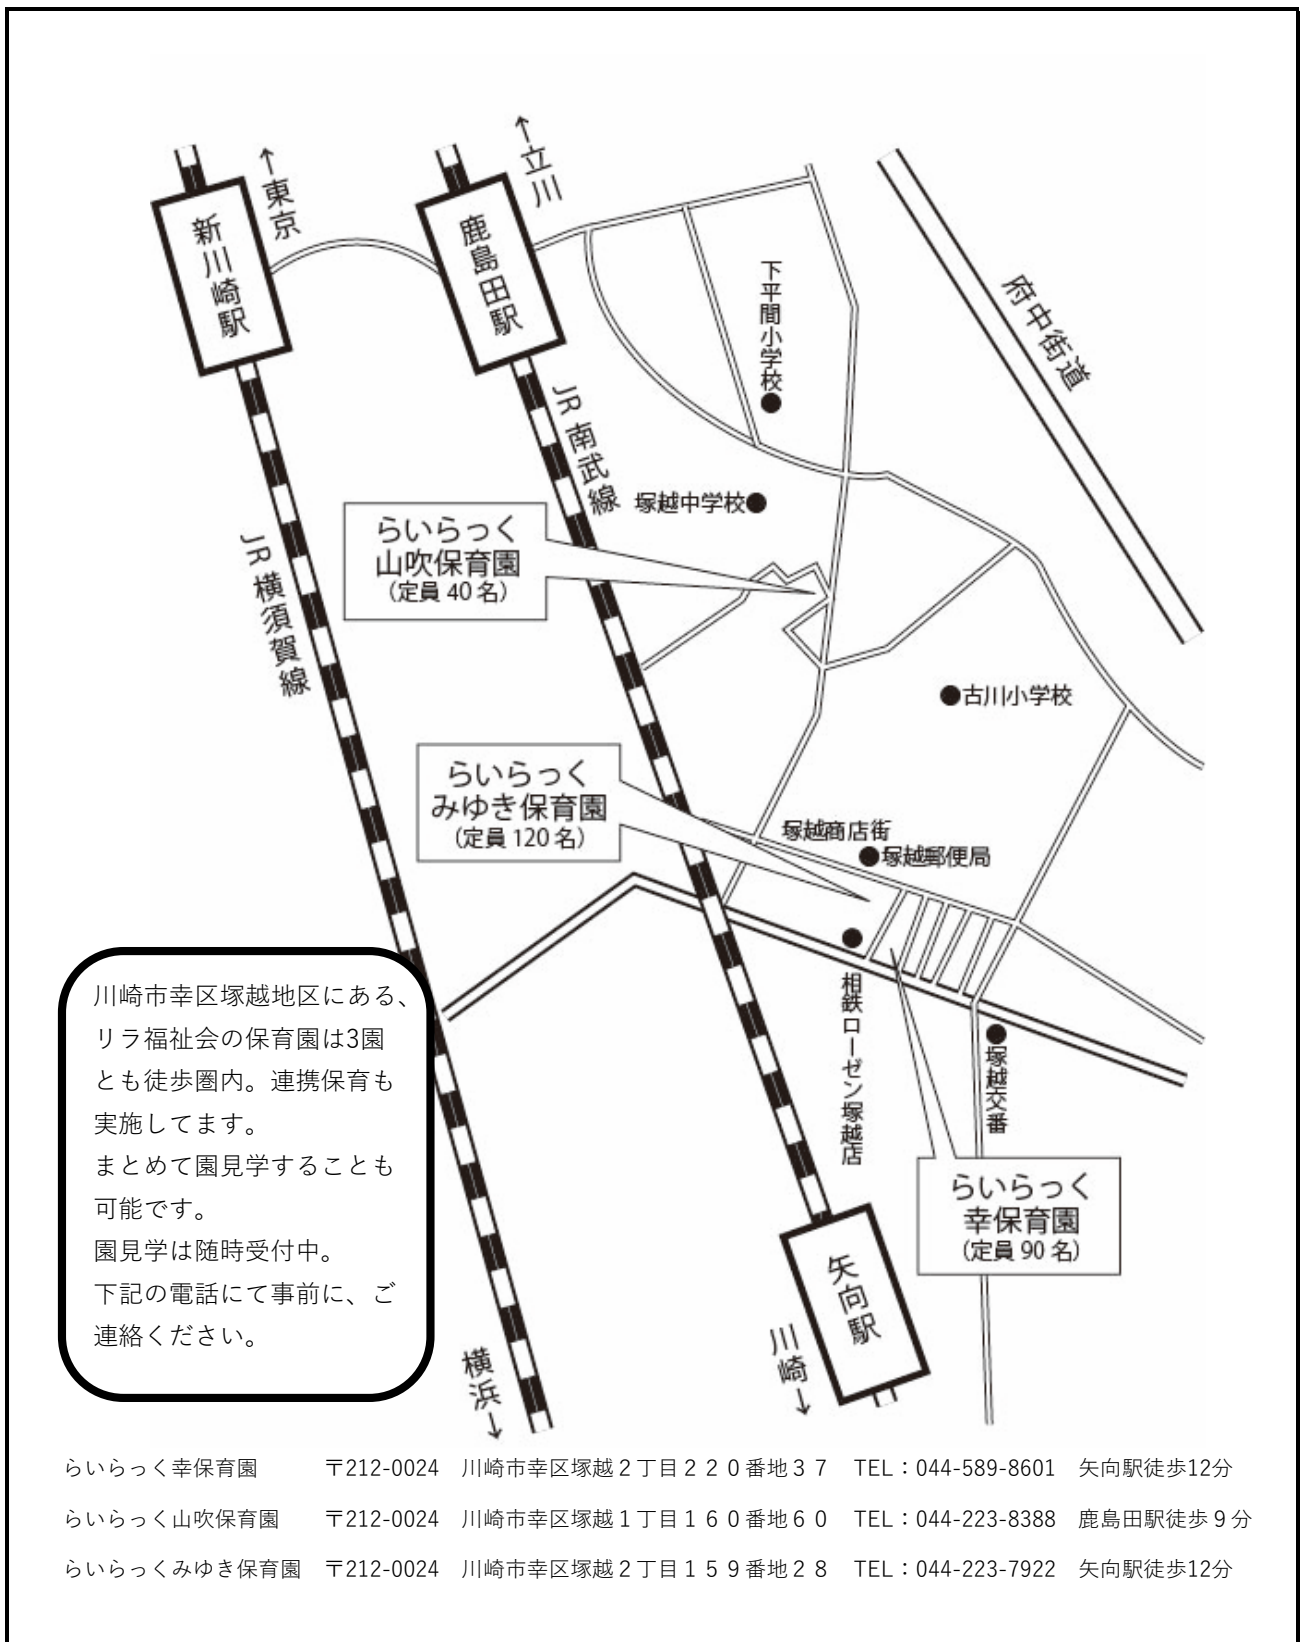 ↑東京
↑立川
新川崎駅
鹿島田駅
府中街道
下平間小学校
JR 南武線
塚越中学校
らいらっく
山吹保育園
(定員 40 名)
JR 横須賀線
古川小学校
らいらっく
みゆき保育園
(定員 120 名)
塚越商店街
塚越郵便局
相鉄ローゼン塚越店
塚越交番
川崎市幸区塚越地区にある、
リラ福祉会の保育園は3園
とも徒歩圏内。連携保育も
実施してます。
まとめて園見学することも
可能です。
園見学は随時受付中。
下記の電話にて事前に、ご
連絡ください。
らいらっく
幸保育園
(定員 90 名)
矢向駅
川崎↓
横浜↓
らいらっく幸保育園 〒212-0024 川崎市幸区塚越２丁目２２０番地３７ TEL：044-589-8601 矢向駅徒歩12分
らいらっく山吹保育園 〒212-0024 川崎市幸区塚越１丁目１６０番地６０ TEL：044-223-8388 鹿島田駅徒歩９分
らいらっくみゆき保育園 〒212-0024 川崎市幸区塚越２丁目１５９番地２８ TEL：044-223-7922 矢向駅徒歩12分